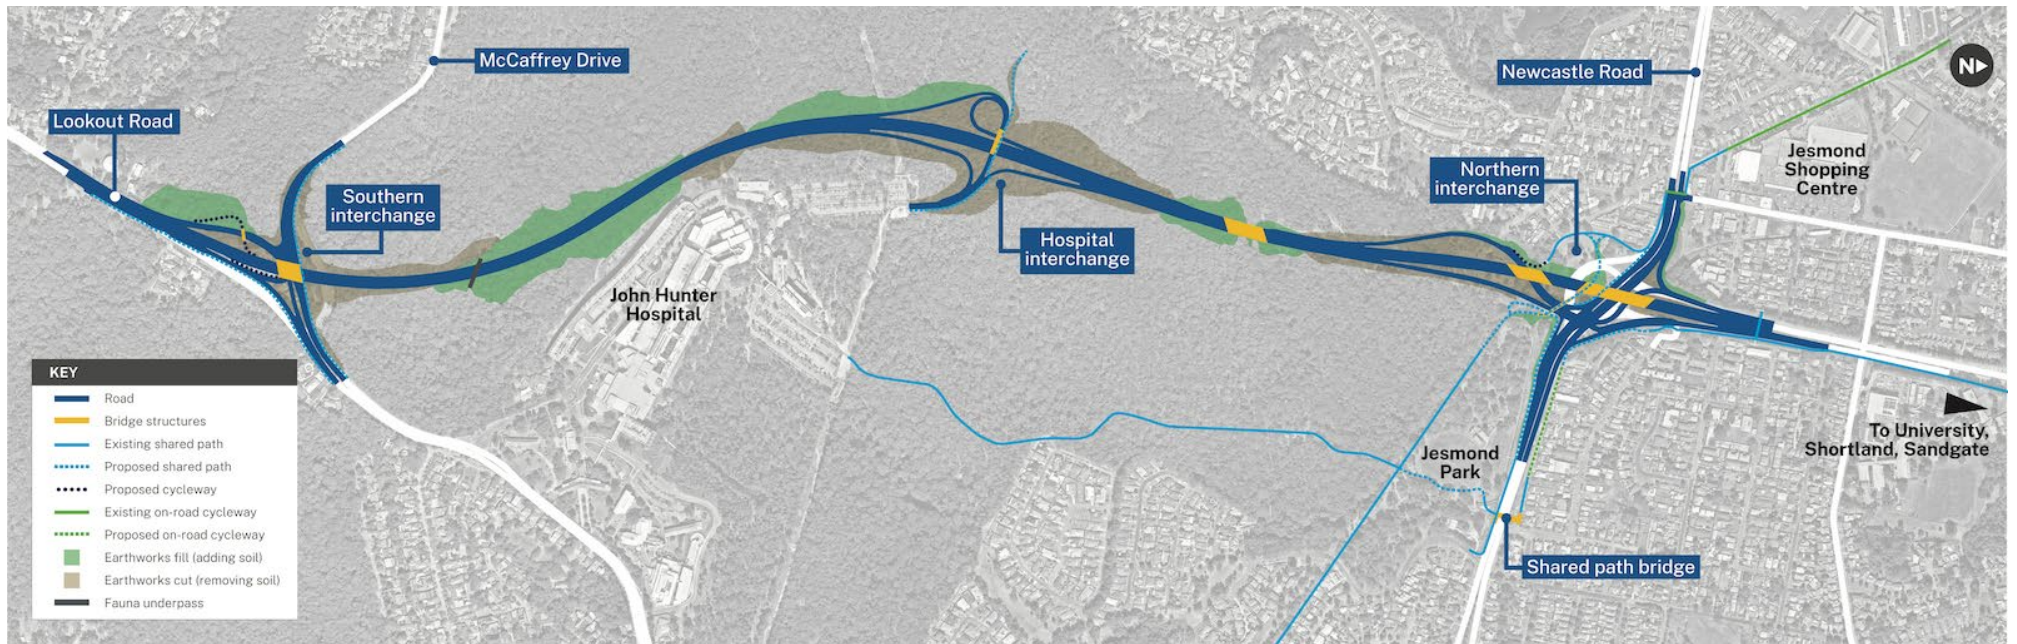 McCaffrey Drive
Lookout Road
Southern
interchange
John Hunter
Hospital
Hospital
interchange
Newcastle Road
N
Jesmond
Shopping
Centre
Northern
interchange
To University,
Shortland, Sandgate
Jesmond
Park
Shared path bridge
KEY
Road
Bridge structures
Existing shared path
Proposed shared path
Proposed cycleway
Existing on-road cycleway
Proposed on-road cycleway
Earthworks fill (adding soil)
Earthworks cut (removing soil)
Fauna underpass